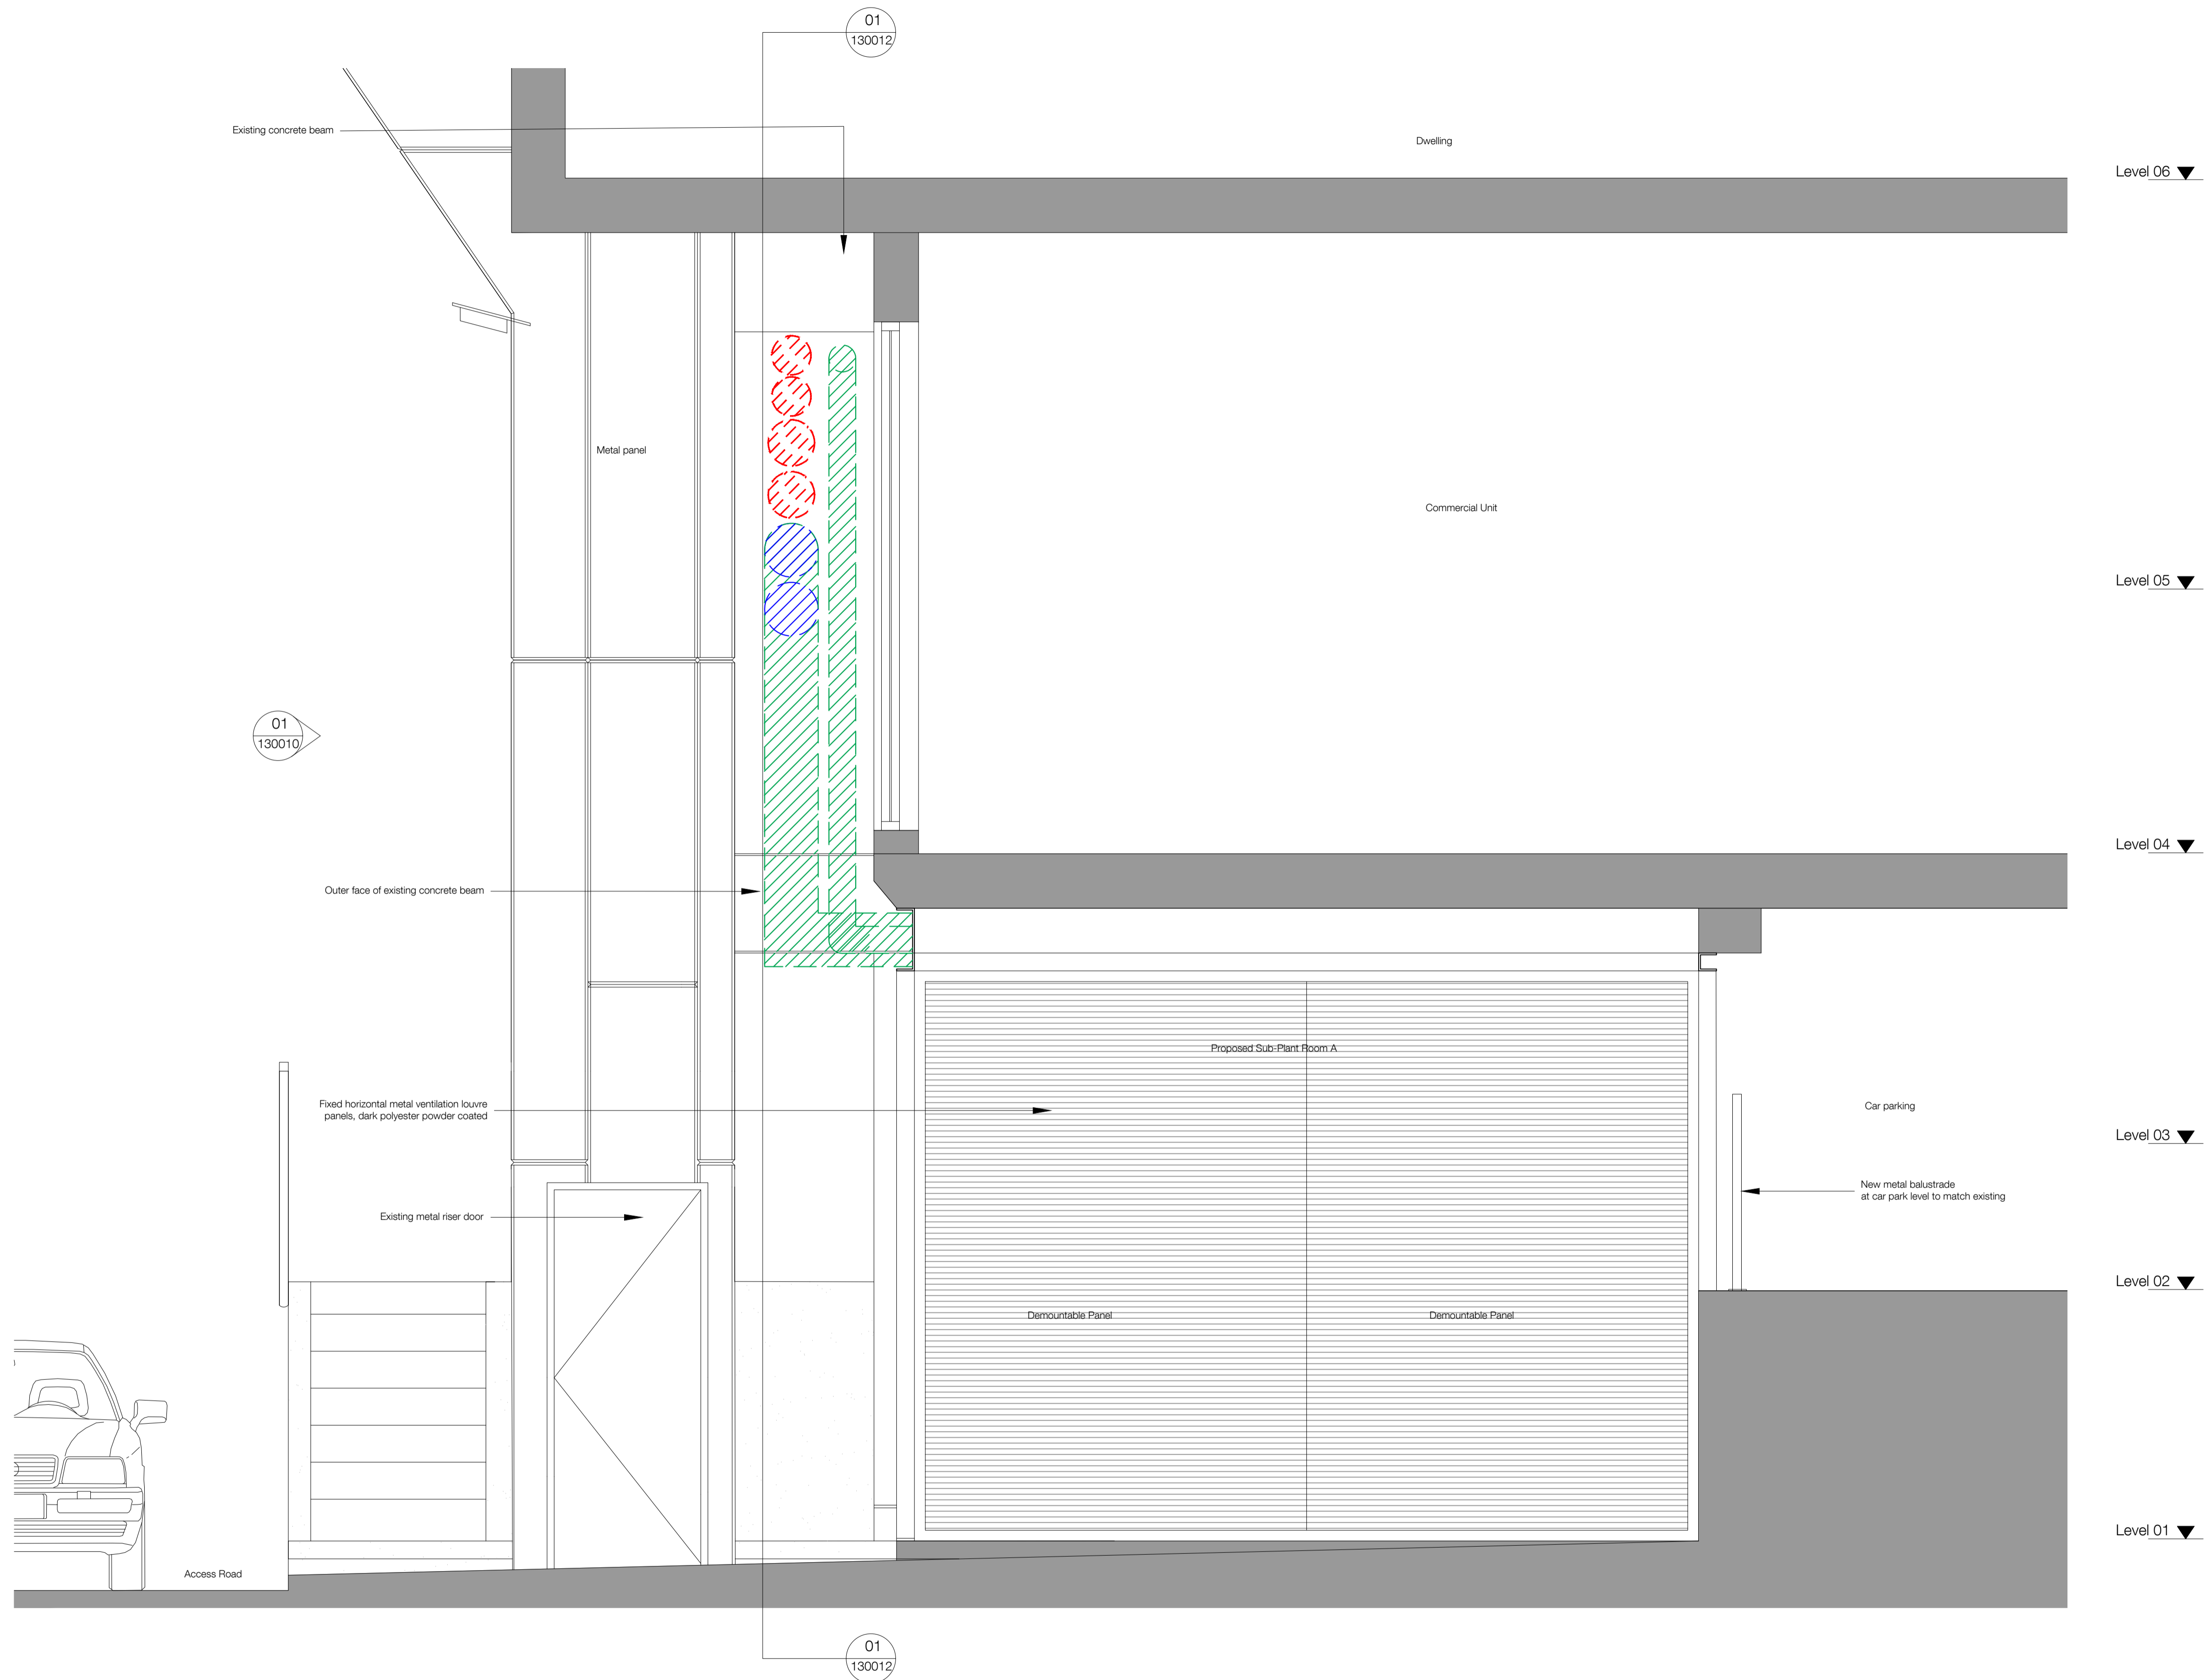 01
130012
Existing concrete beam
Dwelling
Level 06
Metal panel
Commercial Unit
Level 05
01
130010
Level 04
Outer face of existing concrete beam
Proposed Sub-Plant Room A
Fixed horizontal metal ventilation louvre
panels, dark polyester powder coated
Car parking
Level 03
New metal balustrade
at car park level to match existing
Existing metal riser door
Level 02
Demountable Panel
Demountable Panel
Level 01
Access Road
01
130012